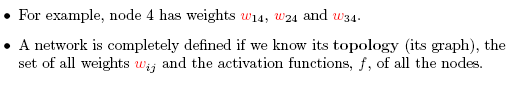 • For example, node 4 has weights w14, w24 and w34.
• A network is completely defined if we know its topology (its graph), the
set of all weights wij and the activation functions, f, of all the nodes.